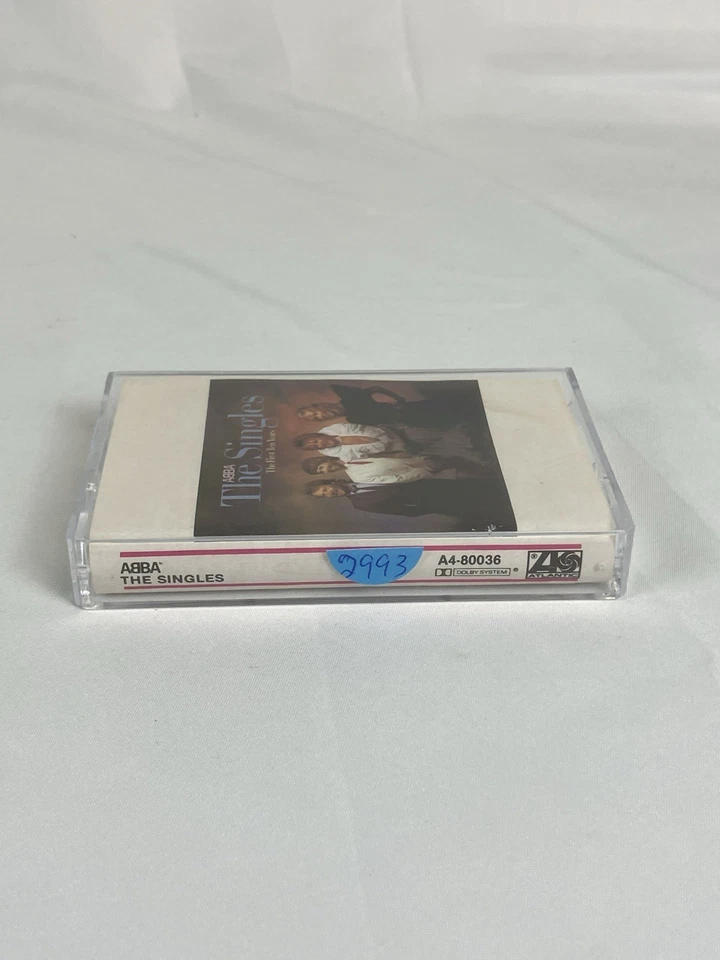 ABBA
The Singles
The First Ten Years
ABBA
THE SINGLES
2993
A4-80036
DOLBY SYSTEM ®
ATLANTIC